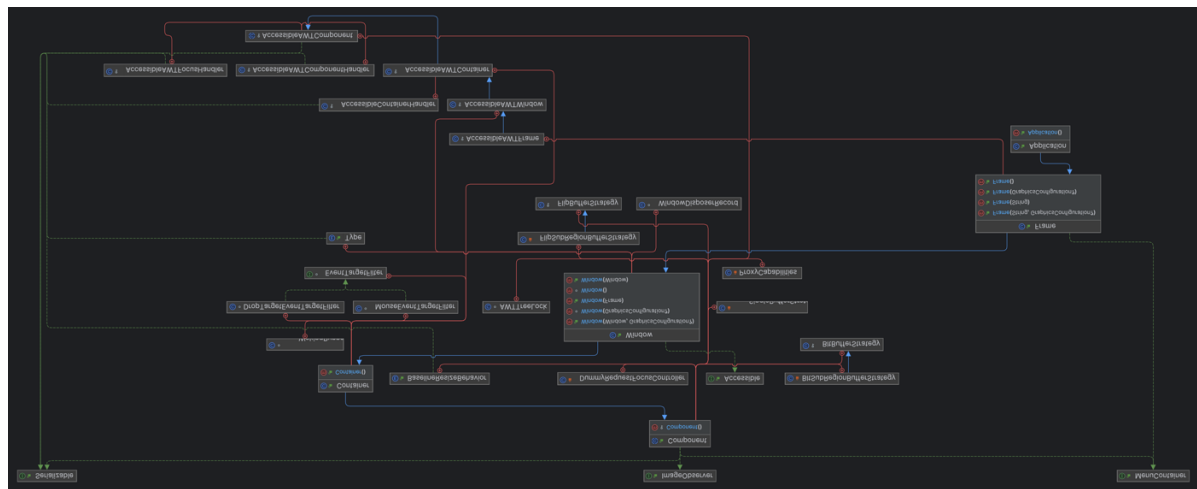 AccessibleAWTComponent
AccessibleAWTFocusHandler
AccessibleAWTComponentHandler
AccessibleAWTContainer
AccessibleContainerHandler
AccessibleAWTWindow
AccessibleAWTFrame
Application()
Application
Frame()
Frame(GraphicsConfiguration?)
Frame(String)
Frame(String, GraphicsConfiguration?)
Frame
FlipBufferStrategy
WindowDisposerRecord
Type
FlipSubRegionBufferStrategy
EventTargetFilter
ProxyCapabilities
Window(Window)
Window()
Window(Frame)
Window(GraphicsConfiguration?)
Window(Window, GraphicsConfiguration?)
Window
DropTargetEventTargetFilter
MouseEventTargetFilter
AWTTreeLock
BltBufferStrategy
Container()
Container
BaselineResizeBehavior
DummyRequestFocusController
Accessible
BltSubRegionBufferStrategy
Component()
Component
Serializable
ImageObserver
MenuContainer